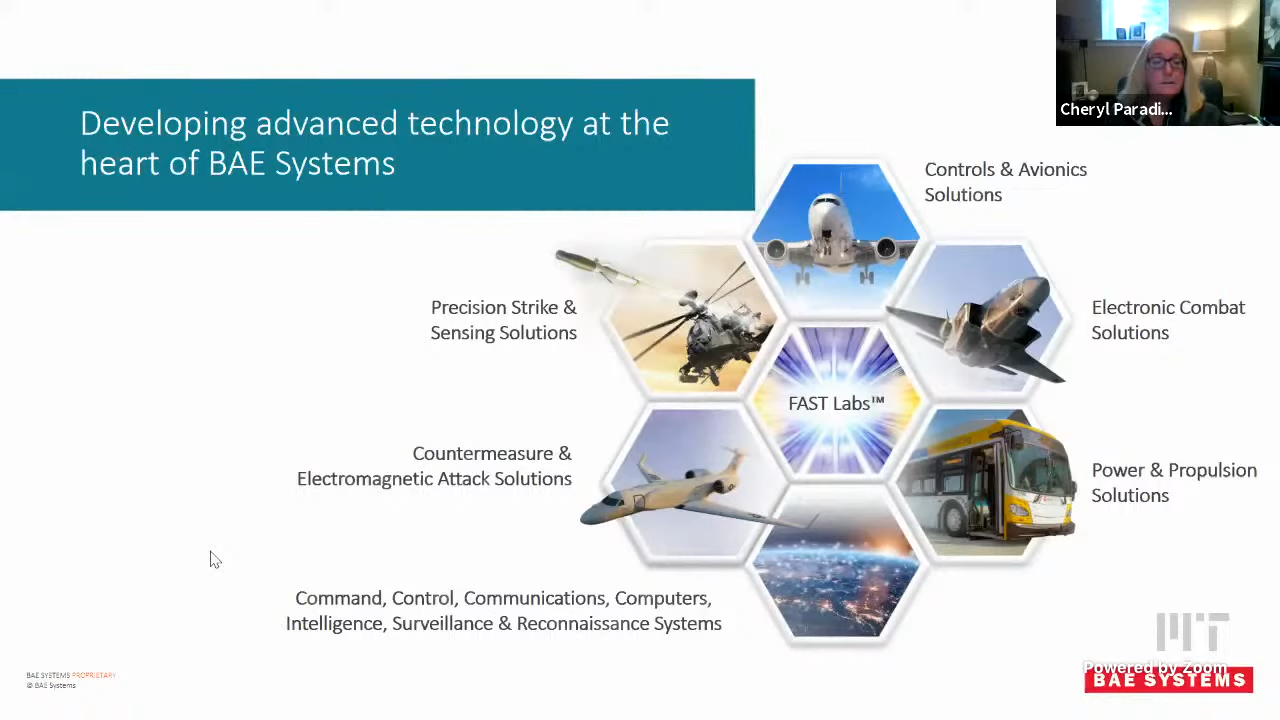 Cheryl Paradi...
Developing advanced technology at the
heart of BAE Systems
Controls & Avionics
Solutions
Precision Strike &
Sensing Solutions
Electronic Combat
Solutions
FAST Labs™
Countermeasure &
Electromagnetic Attack Solutions
Power & Propulsion
Solutions
Command, Control, Communications, Computers,
Intelligence, Surveillance & Reconnaissance Systems
MIT
Powered by Zoom
BAE SYSTEMS
BAE SYSTEMS PROPRIETARY
© BAE Systems